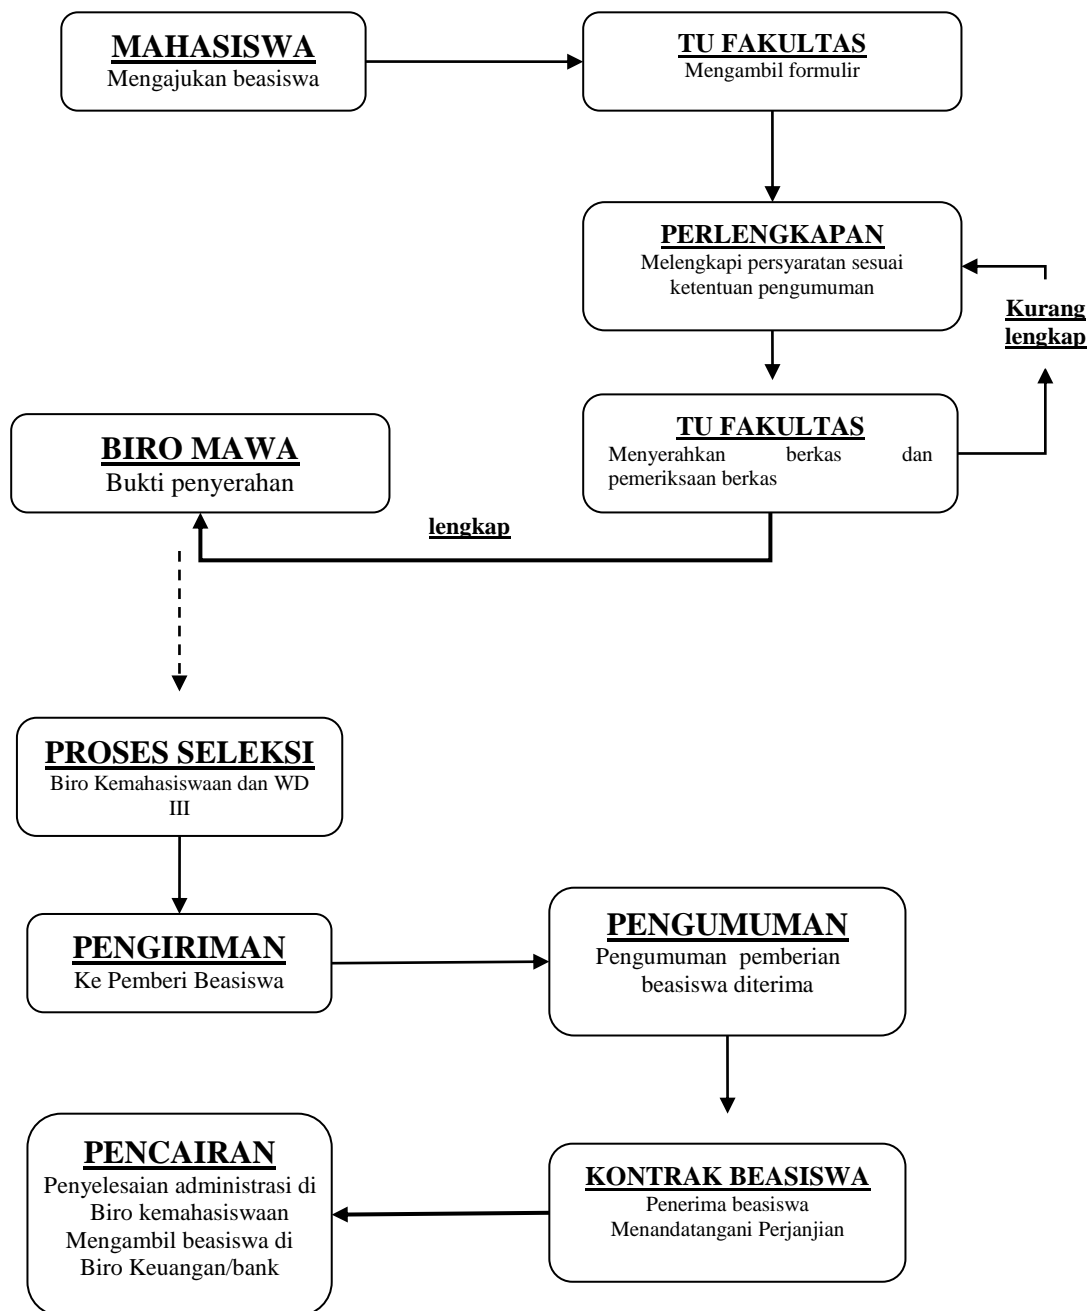 MAHASISWA
Mengajukan beasiswa
TU FAKULTAS
Mengambil formulir
PERLENGKAPAN
Melengkapi persyaratan sesuai
ketentuan pengumuman
Kurang
lengkap
TU FAKULTAS
Menyerahkan berkas dan
pemeriksaan berkas
BIRO MAWA
Bukti penyerahan
lengkap
PROSES SELEKSI
Biro Kemahasiswaan dan WD
III
PENGIRIMAN
Ke Pemberi Beasiswa
PENGUMUMAN
Pengumuman pemberian
beasiswa diterima
KONTRAK BEASISWA
Penerima beasiswa
Menandatangani Perjanjian
PENCAIRAN
Penyelesaian administrasi di
Biro kemahasiswaan
Mengambil beasiswa di
Biro Keuangan/bank